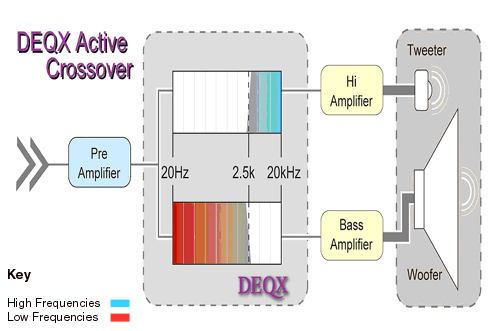 DEQX Active
Crossover
Pre
Amplifier
20Hz
2.5k
20kHz
DEQX
Hi
Amplifier
Bass
Amplifier
Tweeter
Woofer
Key
High Frequencies
Low Frequencies